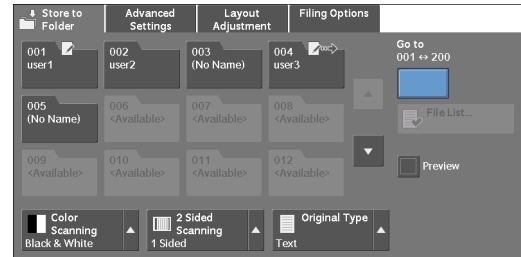 Store to
Folder
Advanced
Settings
Layout
Adjustment
Filing Options
001
user1
002
user2
003
(No Name)
004
user3
Go to
001 ↔ 200
005
(No Name)
006
<Available>
007
<Available>
008
<Available>
File List...
009
<Available>
010
<Available>
011
<Available>
012
<Available>
Preview
Color
Scanning
Black & White
2 Sided
Scanning
1 Sided
Original Type
Text